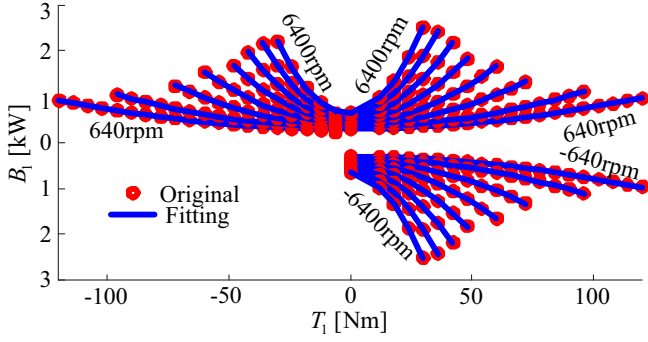 3
2
1
0
1
2
3
B₁ [kW]
6400rpm
6400rpm
640rpm
640rpm
-640rpm
-6400rpm
Original
Fitting
-100
-50
0
50
100
T₁ [Nm]